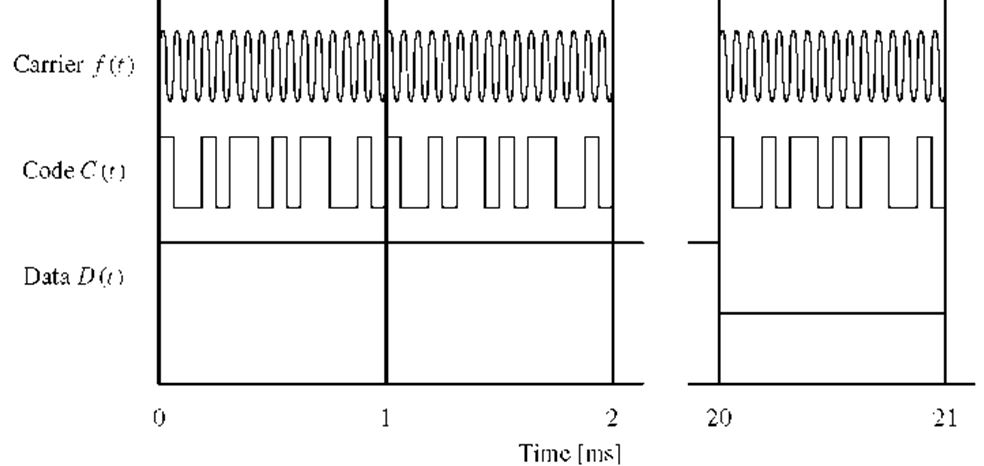 Carrier f(t)
Code C(t)
Data D(t)
0 1 2 20 21
Time [ms]